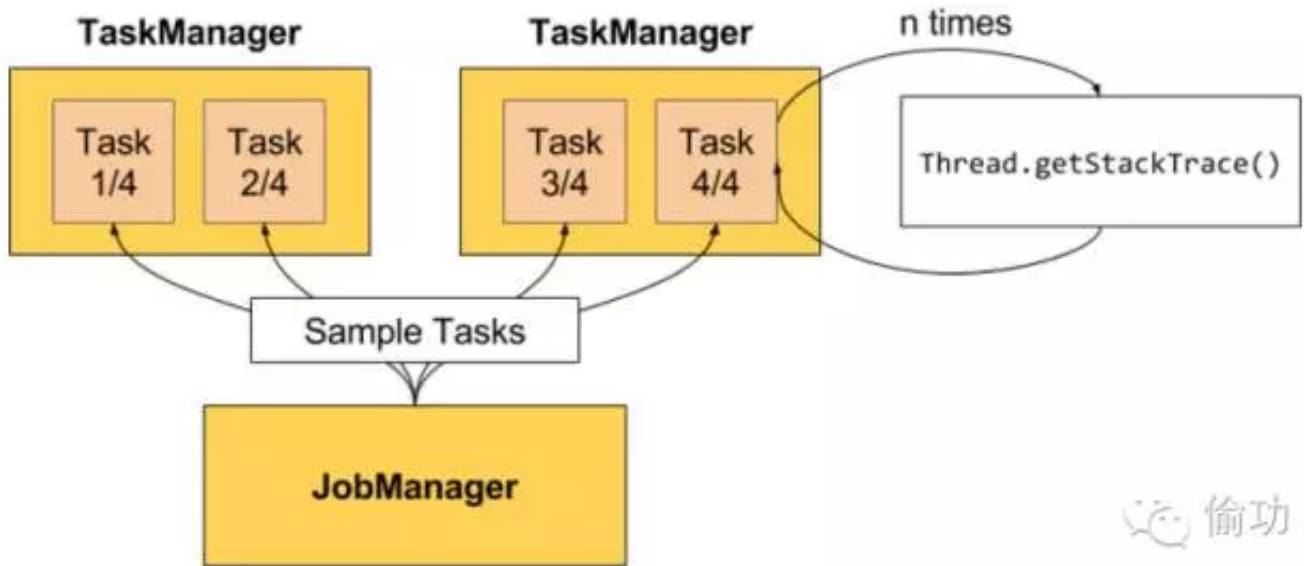 TaskManager
TaskManager
n times
Task
1/4
Task
2/4
Task
3/4
Task
4/4
Thread.getStackTrace()
Sample Tasks
JobManager
偷功